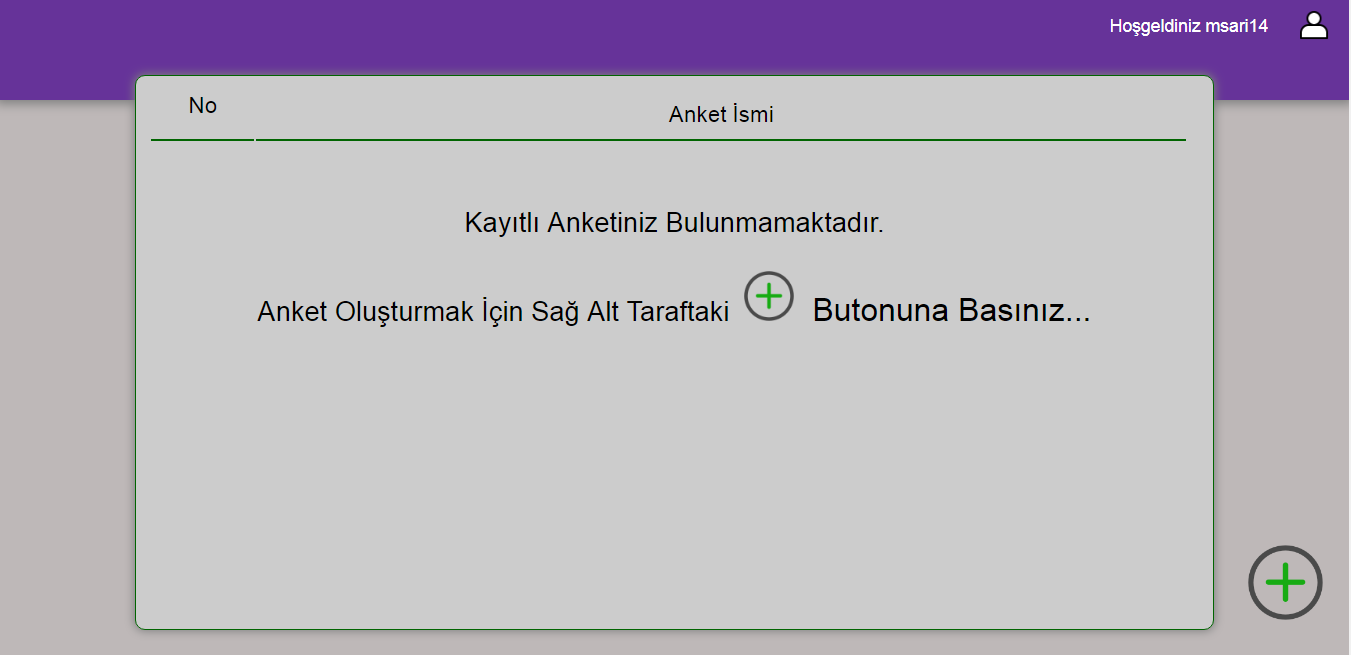 Hoşgeldiniz msari14
No
Anket İsmi
Kayıtlı Anketiniz Bulunmamaktadır.
Anket Oluşturmak İçin Sağ Alt Taraftaki Butonuna Basınız...